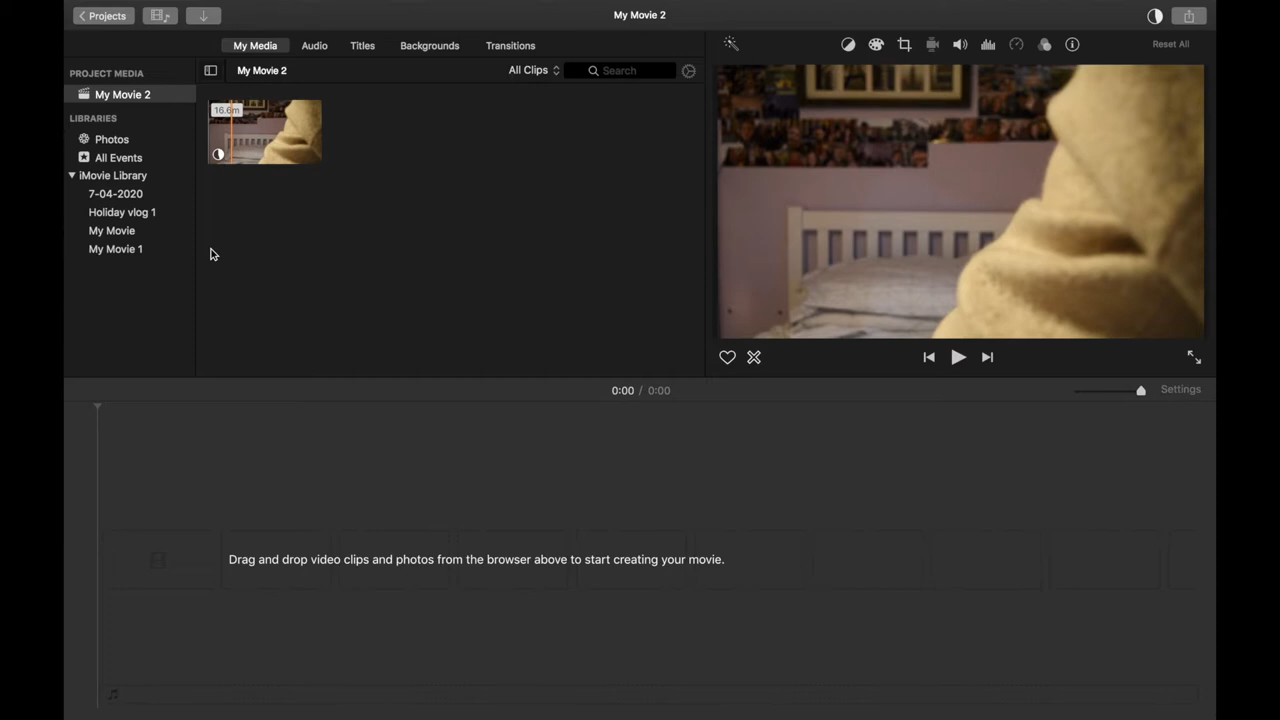 Projects
My Movie 2
My Media
Audio
Titles
Backgrounds
Transitions
Reset All
PROJECT MEDIA
My Movie 2
All Clips
Search
My Movie 2
LIBRARIES
16.6m
Photos
All Events
iMovie Library
7-04-2020
Holiday vlog 1
My Movie
My Movie 1
0:00 / 0:00
Settings
Drag and drop video clips and photos from the browser above to start creating your movie.